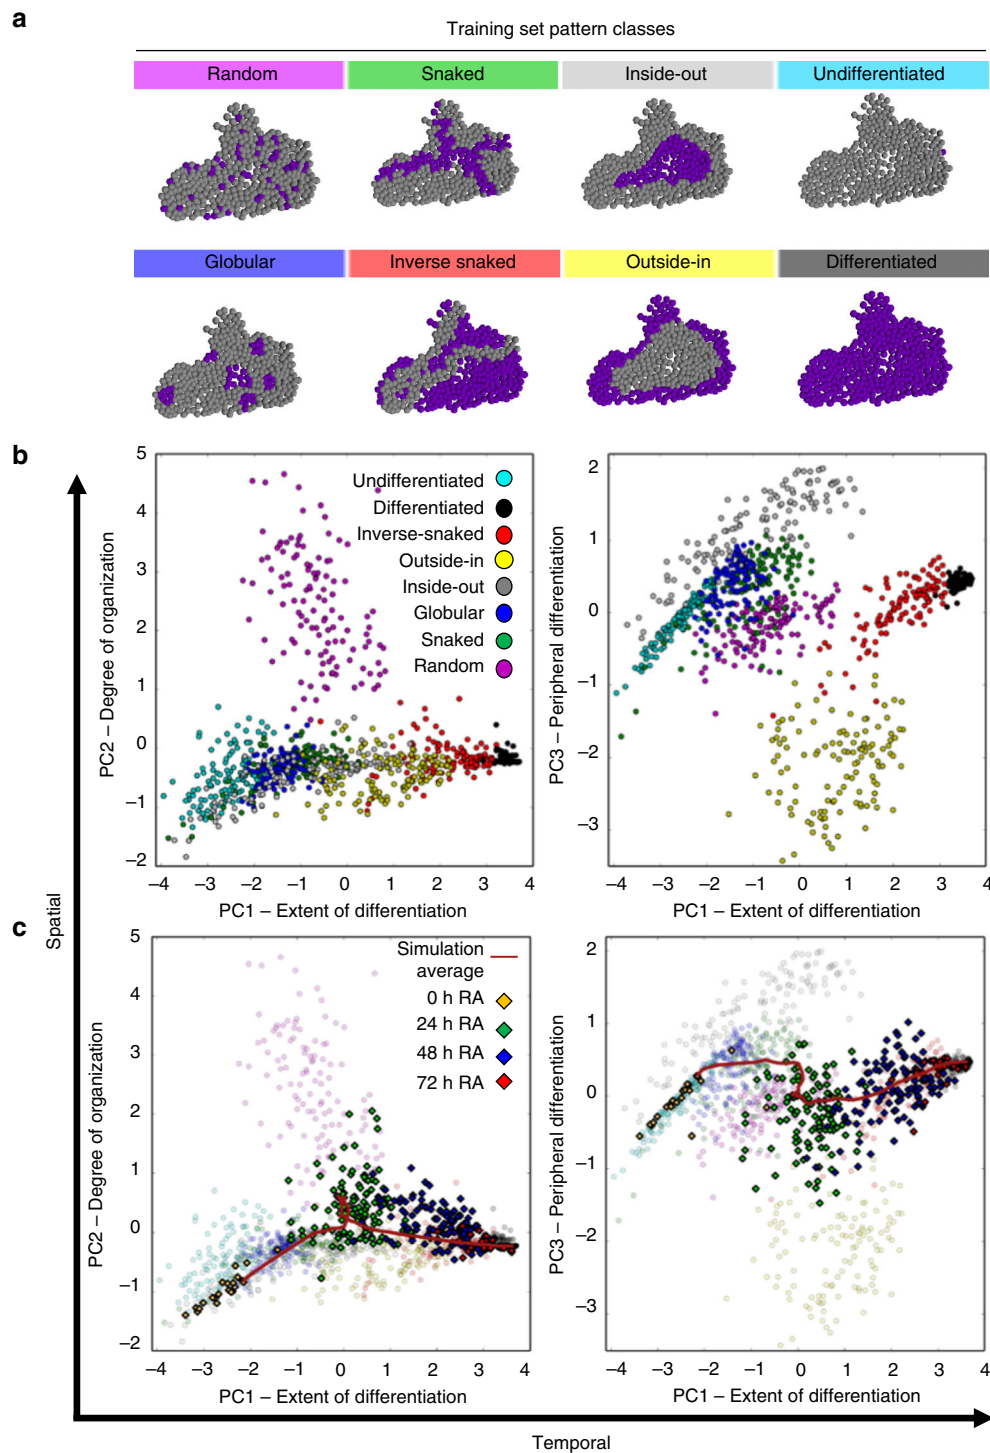 a
Training set pattern classes
Random Snaked Inside-out Undifferentiated
Globular Inverse snaked Outside-in Differentiated
b
5
4
3
2
1
0
–1
–2
PC2 – Degree of organization
Undifferentiated
Differentiated
Inverse-snaked
Outside-in
Inside-out
Globular
Snaked
Random
–4 –3 –2 –1 0 1 2 3 4
PC1 – Extent of differentiation
2
1
0
–1
–2
–3
PC3 – Peripheral differentiation
–4 –3 –2 –1 0 1 2 3 4
PC1 – Extent of differentiation
Spatial
c
5
4
3
2
1
0
–1
–2
PC2 – Degree of organization
Simulation
average
0 h RA
24 h RA
48 h RA
72 h RA
–4 –3 –2 –1 0 1 2 3 4
PC1 – Extent of differentiation
2
1
0
–1
–2
–3
PC3 – Peripheral differentiation
–4 –3 –2 –1 0 1 2 3 4
PC1 – Extent of differentiation
Temporal